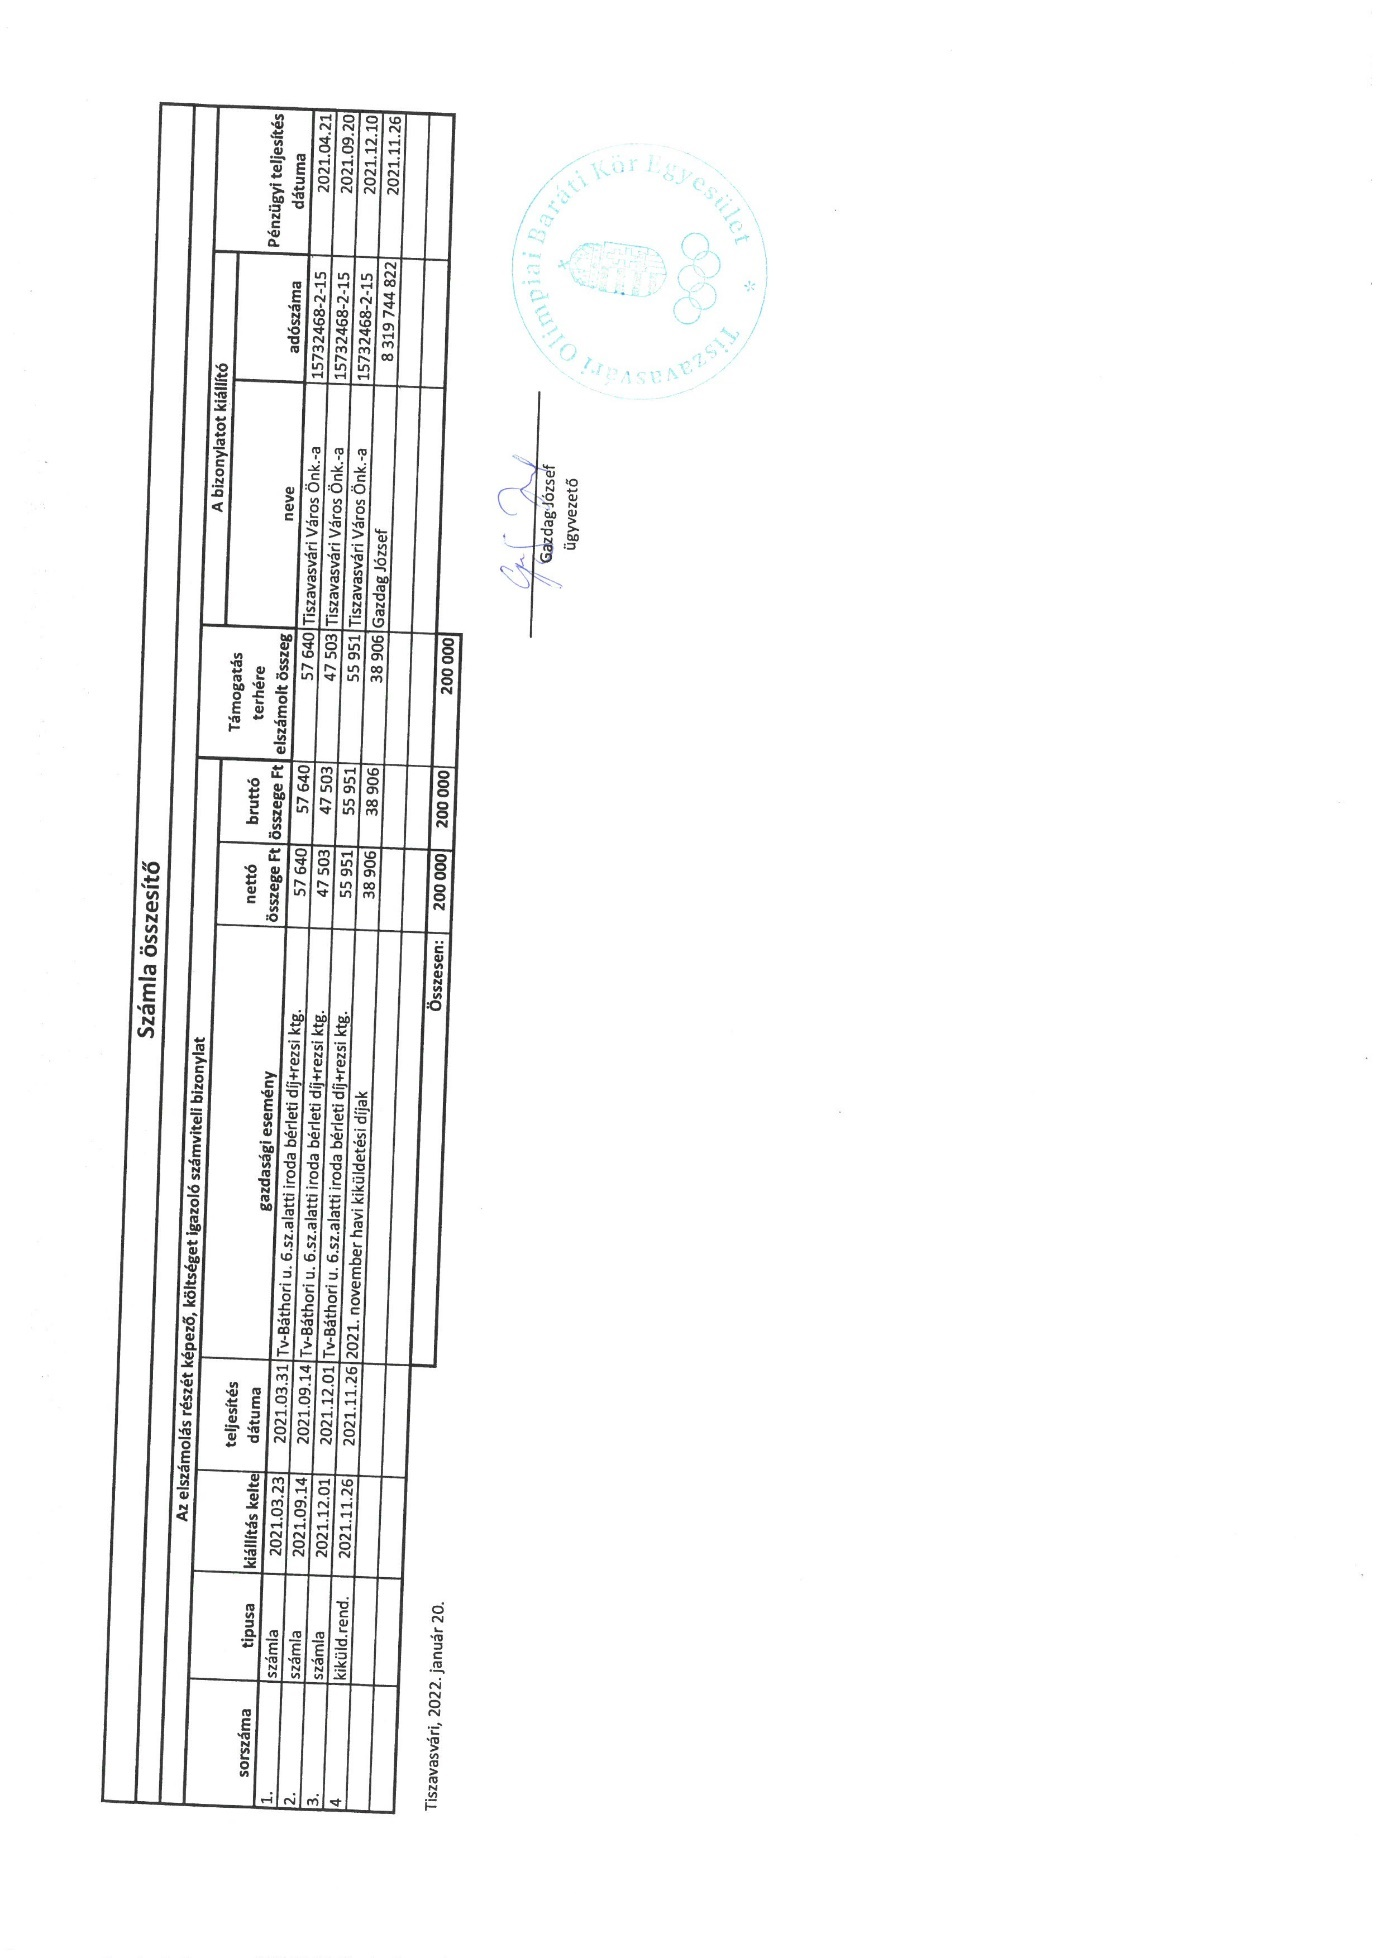 Számla összesítő
Az elszámolás részét képező, költséget igazoló számviteli bizonylat
Támogatás terhére elszámolt összeg
A bizonylatot kiállító
Pénzügyi teljesítés dátuma
sorszáma tipusa kiállítás kelte teljesítés dátuma gazdasági esemény nettó összege Ft bruttó összege Ft neve adószáma
1. számla 2021.03.23 2021.03.31 Tv-Báthori u. 6.sz.alatti iroda bérleti díj+rezsi ktg. 57 640 57 640 57 640 Tiszavasvári Város Önk.-a 15732468-2-15 2021.04.21
2. számla 2021.09.14 2021.09.14 Tv-Báthori u. 6.sz.alatti iroda bérleti díj+rezsi ktg. 47 503 47 503 47 503 Tiszavasvári Város Önk.-a 15732468-2-15 2021.09.20
3. számla 2021.12.01 2021.12.01 Tv-Báthori u. 6.sz.alatti iroda bérleti díj+rezsi ktg. 55 951 55 951 55 951 Tiszavasvári Város Önk.-a 15732468-2-15 2021.12.10
4 kiküld.rend. 2021.11.26 2021.11.26 2021. november havi kiküldetési díjak 38 906 38 906 38 906 Gazdag József 8 319 744 822 2021.11.26
Összesen: 200 000 200 000 200 000
Tiszavasvári, 2022. január 20.
Gazdag József
ügyvezető
Tiszavasvári Olimpiai Baráti Kör Egyesület *